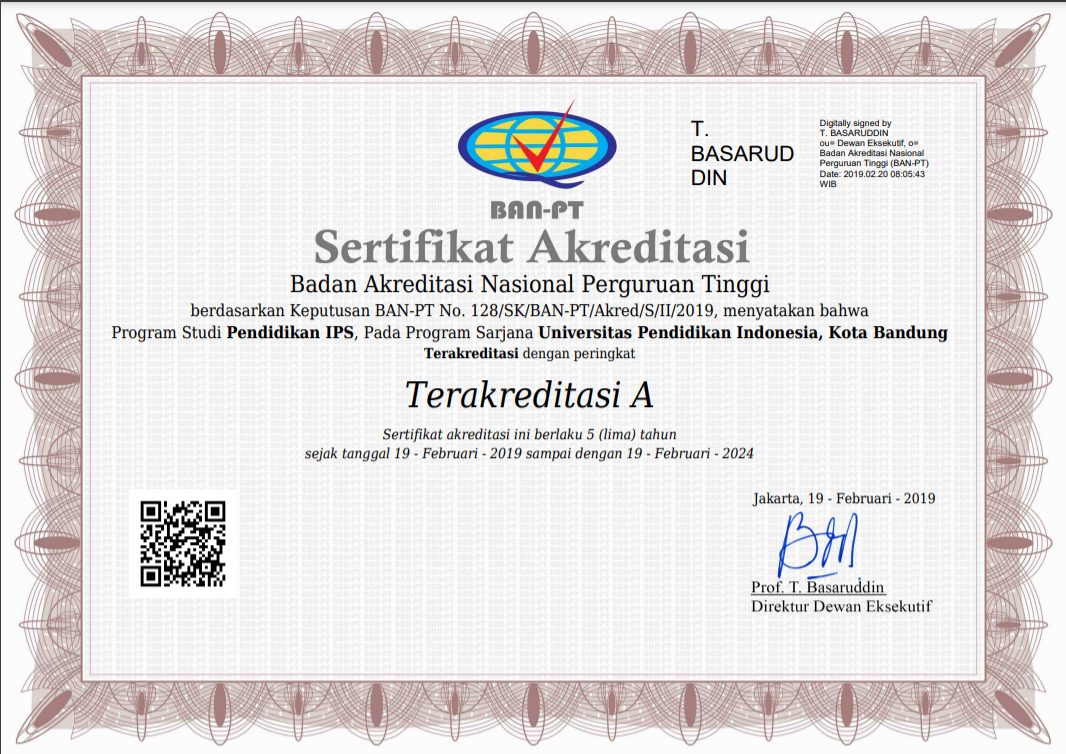 T.
BASARUD
DIN
Digitally signed by
T. BASARUDDIN
ou= Dewan Eksekutif, o=
Badan Akreditasi Nasional
Perguruan Tinggi (BAN-PT)
Date: 2019.02.20 08:05:43
WIB
BAN-PT
Sertifikat Akreditasi
Badan Akreditasi Nasional Perguruan Tinggi
berdasarkan Keputusan BAN-PT No. 128/SK/BAN-PT/Akred/S/II/2019, menyatakan bahwa
Program Studi Pendidikan IPS, Pada Program Sarjana Universitas Pendidikan Indonesia, Kota Bandung
Terakreditasi dengan peringkat
Terakreditasi A
Sertifikat akreditasi ini berlaku 5 (lima) tahun
sejak tanggal 19 - Februari - 2019 sampai dengan 19 - Februari - 2024
Jakarta, 19 - Februari - 2019
Prof. T. Basaruddin
Direktur Dewan Eksekutif